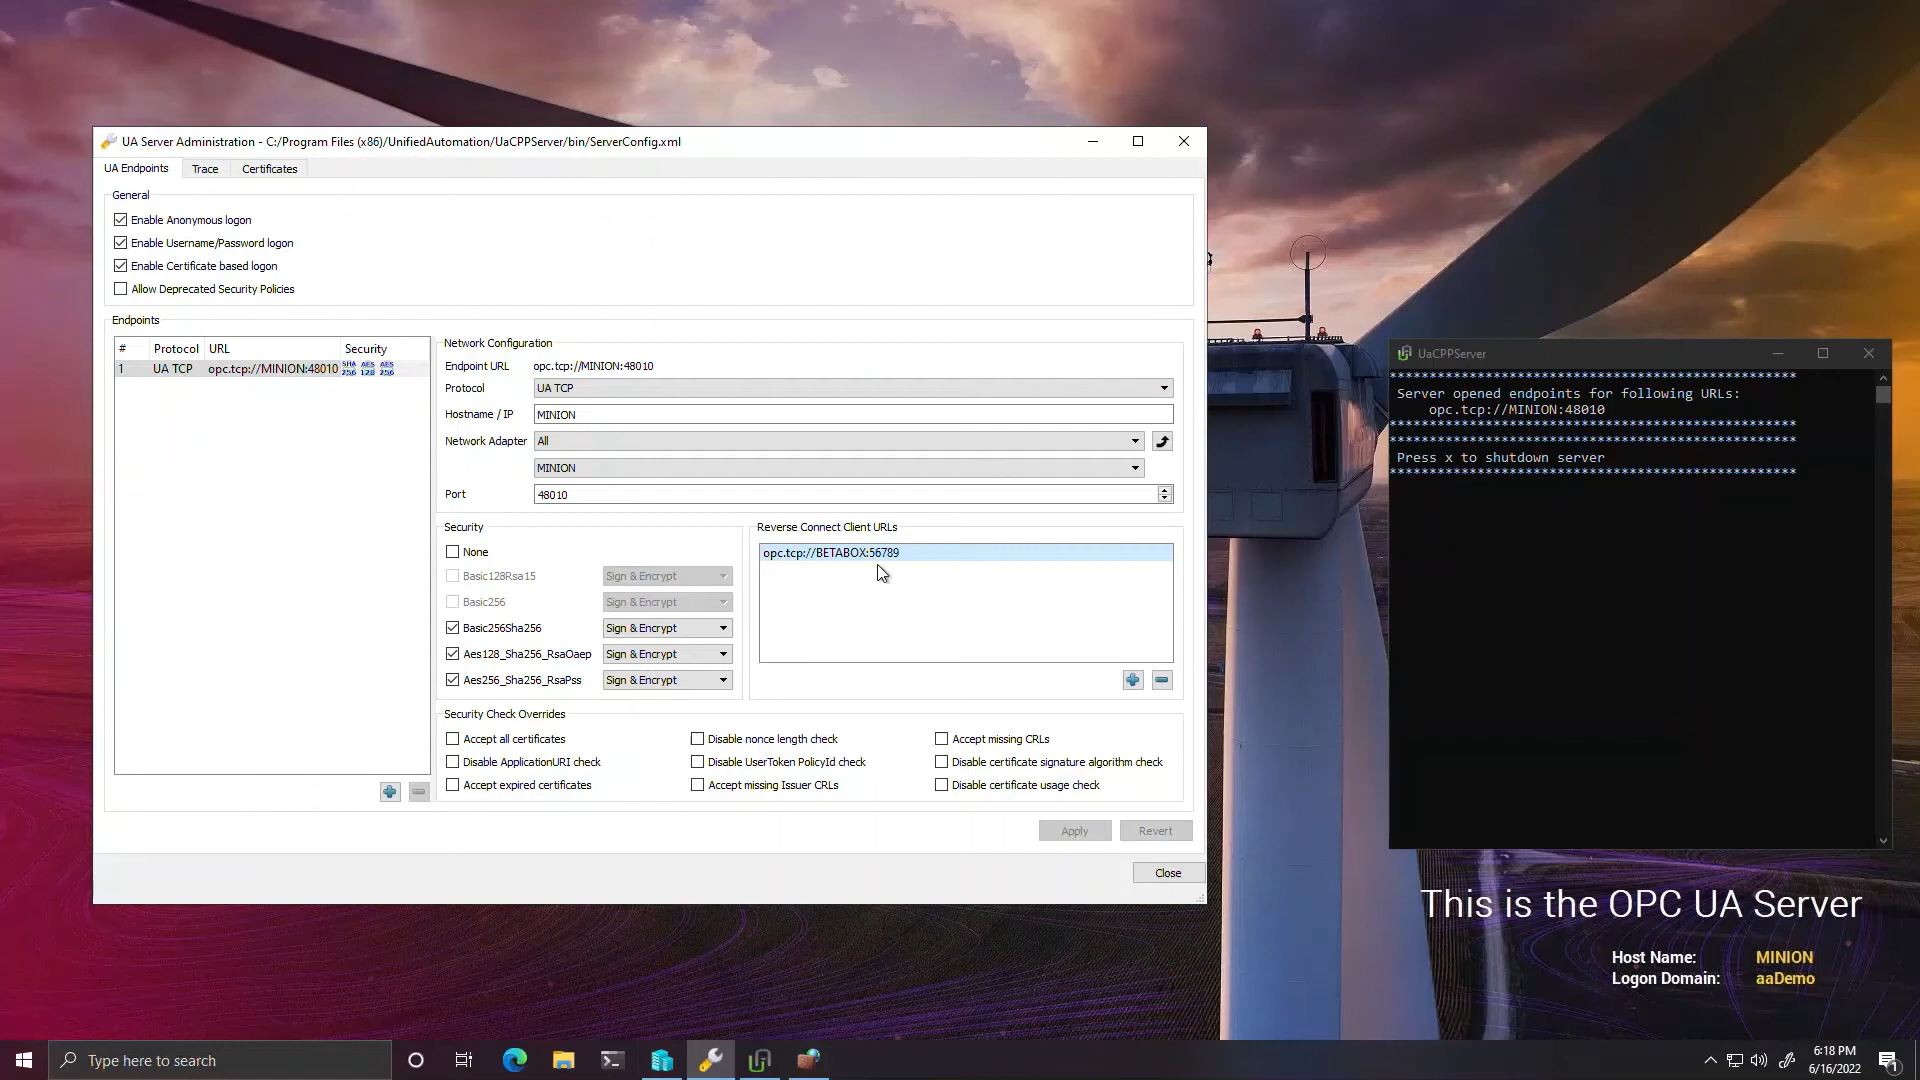 UA Server Administration - C:/Program Files (x86)/UnifiedAutomation/UaCPPServer/bin/ServerConfig.xml
UA Endpoints Trace Certificates
General
Enable Anonymous logon
Enable Username/Password logon
Enable Certificate based logon
Allow Deprecated Security Policies
Endpoints
# Protocol URL Security
1 UA TCP opc.tcp://MINION:48010 SHA 256 AES 128 AES 256
Network Configuration
Endpoint URL opc.tcp://MINION:48010
Protocol UA TCP
Hostname / IP MINION
Network Adapter All
MINION
Port 48010
Security
None
Basic128Rsa15 Sign & Encrypt
Basic256 Sign & Encrypt
Basic256Sha256 Sign & Encrypt
Aes128_Sha256_RsaOaep Sign & Encrypt
Aes256_Sha256_RsaPss Sign & Encrypt
Reverse Connect Client URLs
opc.tcp://BETABOX:56789
Security Check Overrides
Accept all certificates Disable nonce length check Accept missing CRLs
Disable ApplicationURI check Disable UserToken PolicyId check Disable certificate signature algorithm check
Accept expired certificates Accept missing Issuer CRLs Disable certificate usage check
Apply Revert
Close
UaCPPServer
***************************************************
Server opened endpoints for following URLs:
opc.tcp://MINION:48010
***************************************************
***************************************************
Press x to shutdown server
***************************************************
This is the OPC UA Server
Host Name: MINION
Logon Domain: aaDemo
Type here to search
6:18 PM
6/16/2022
1